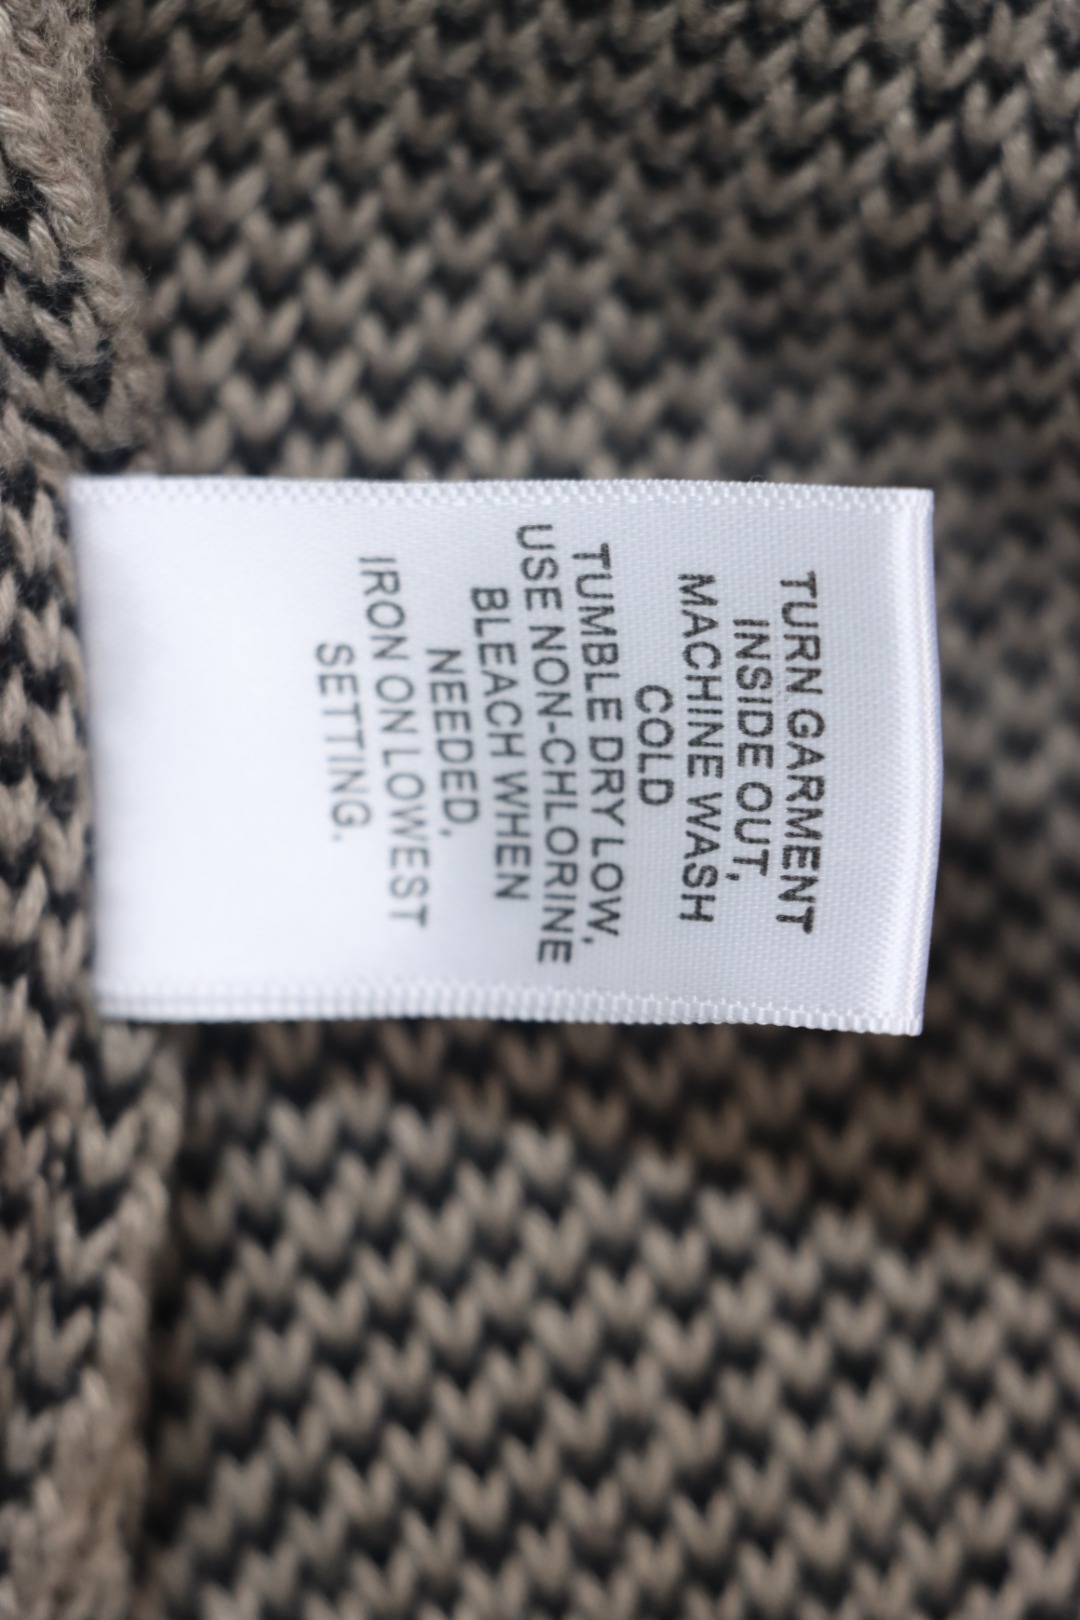 TURN GARMENT
INSIDE OUT,
MACHINE WASH
COLD
TUMBLE DRY LOW,
USE NON-CHLORINE
BLEACH WHEN
NEEDED,
IRON ON LOWEST
SETTING.